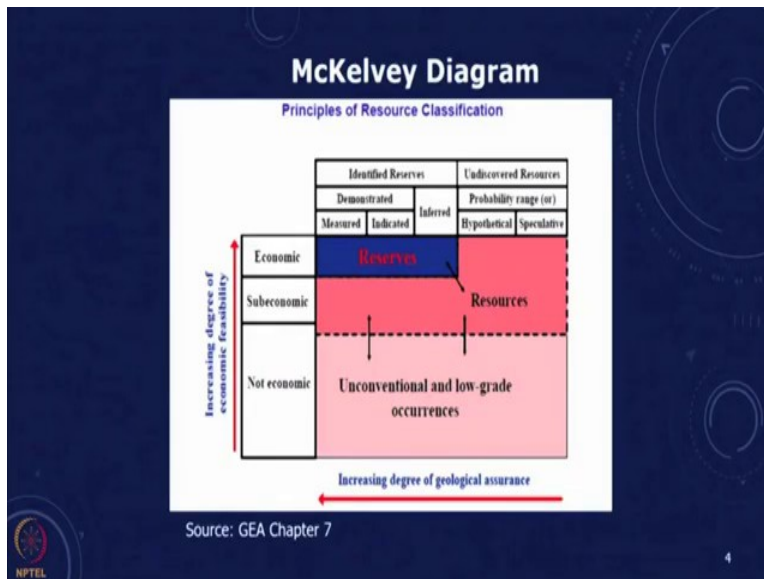 McKelvey Diagram
Principles of Resource Classification
Identified Reserves
Undiscovered Resources
Demonstrated
Inferred
Probability range (or)
Measured
Indicated
Hypothetical
Speculative
Increasing degree of
economic feasibility
Economic
Reserves
Subeconomic
Resources
Not economic
Unconventional and low-grade
occurrences
Increasing degree of geological assurance
Source: GEA Chapter 7
NPTEL
4